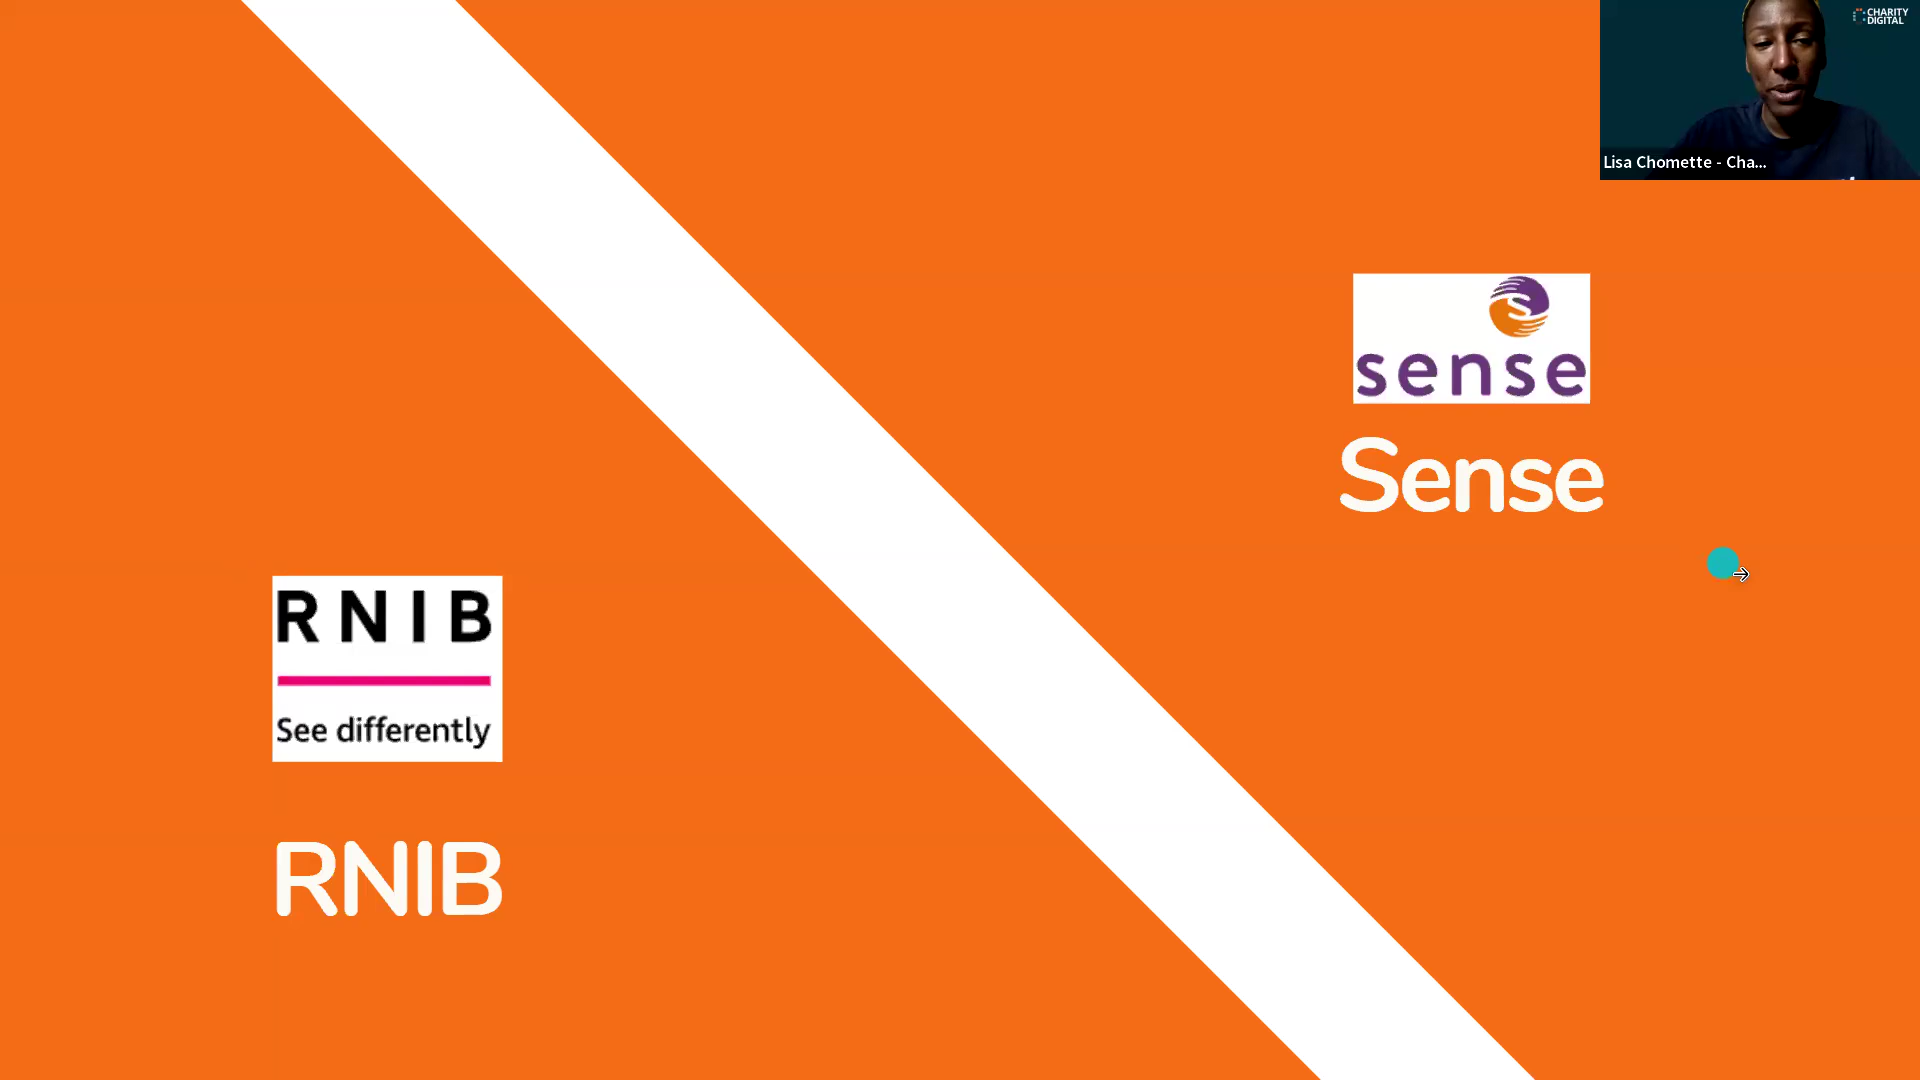 CHARITY
DIGITAL
Lisa Chomette - Cha...
sense
Sense
RNIB
See differently
RNIB